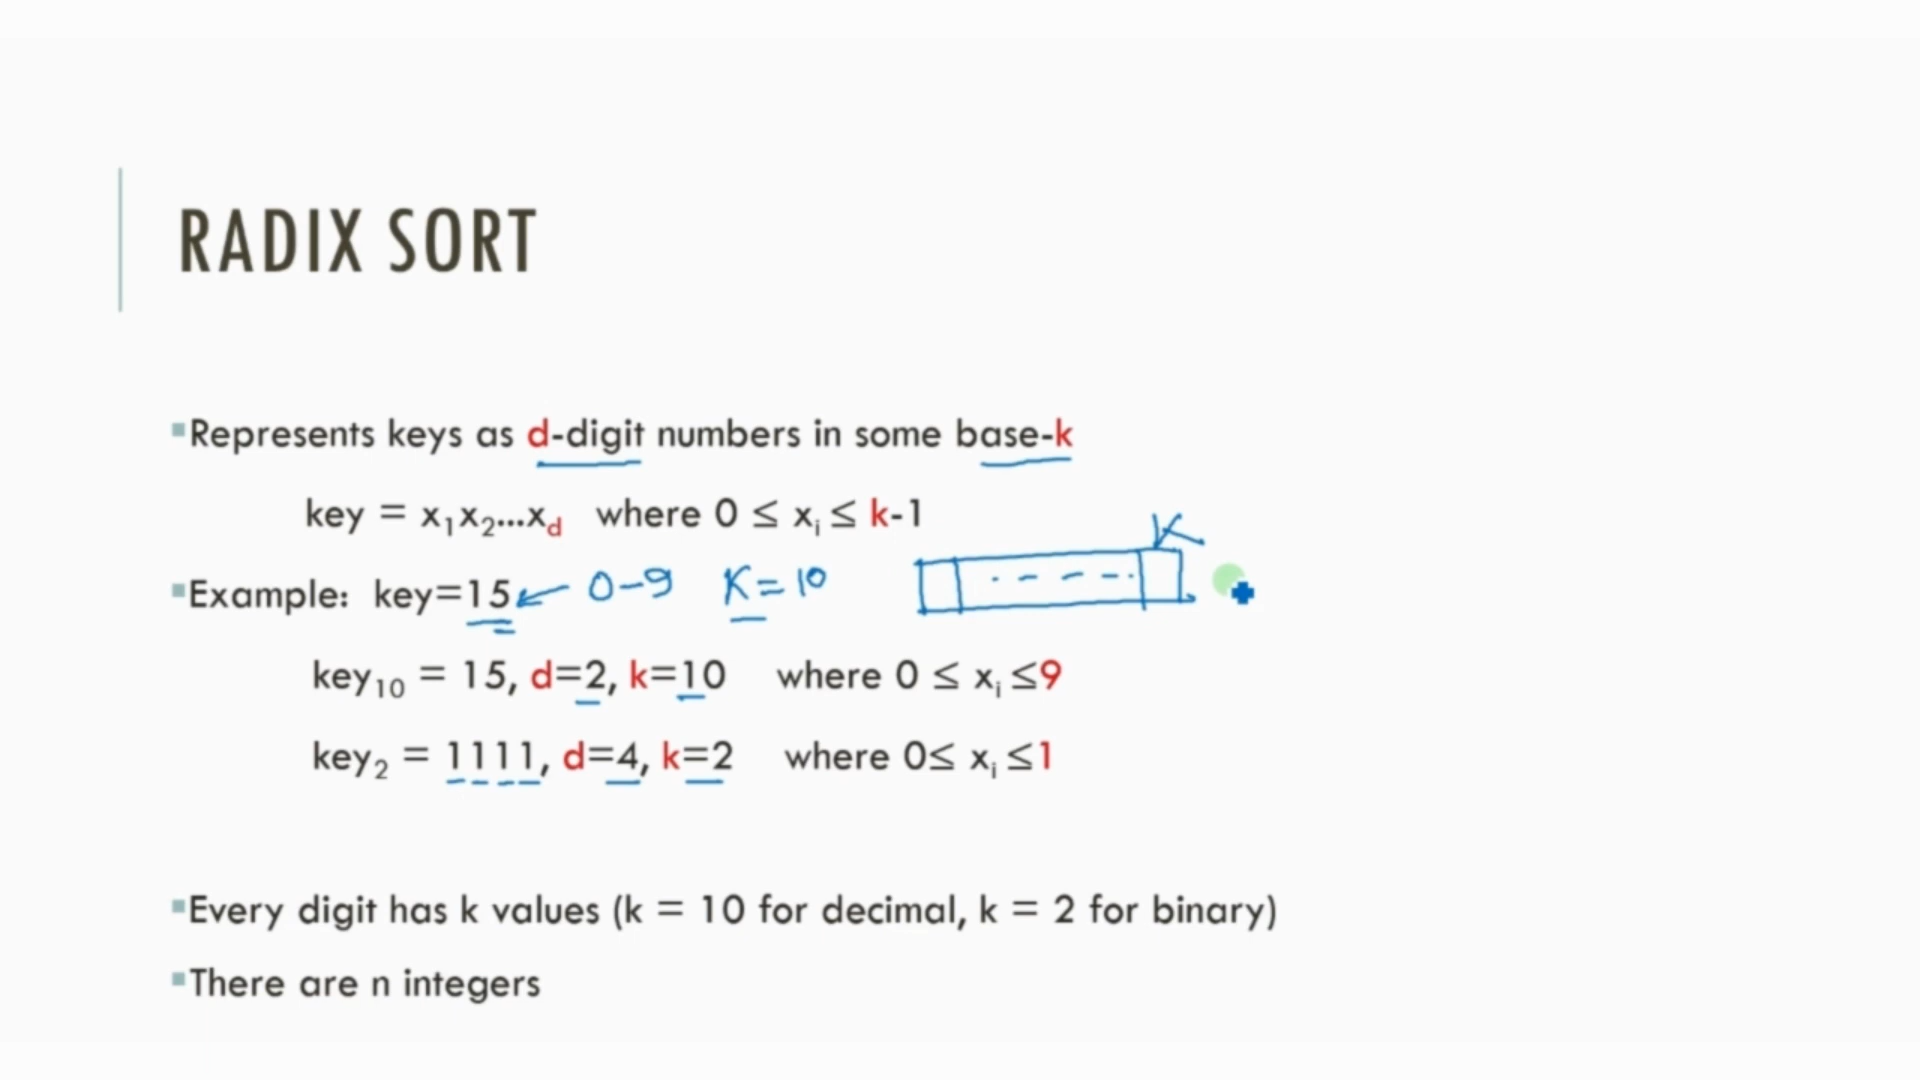 RADIX SORT
Represents keys as d-digit numbers in some base-k
key = x₁x₂...x_d where 0 ≤ xᵢ ≤ k-1
K
Example: key=15 0-9 K=10
key₁₀ = 15, d=2, k=10 where 0 ≤ xᵢ ≤9
key₂ = 1111, d=4, k=2 where 0≤ xᵢ ≤1
Every digit has k values (k = 10 for decimal, k = 2 for binary)
There are n integers